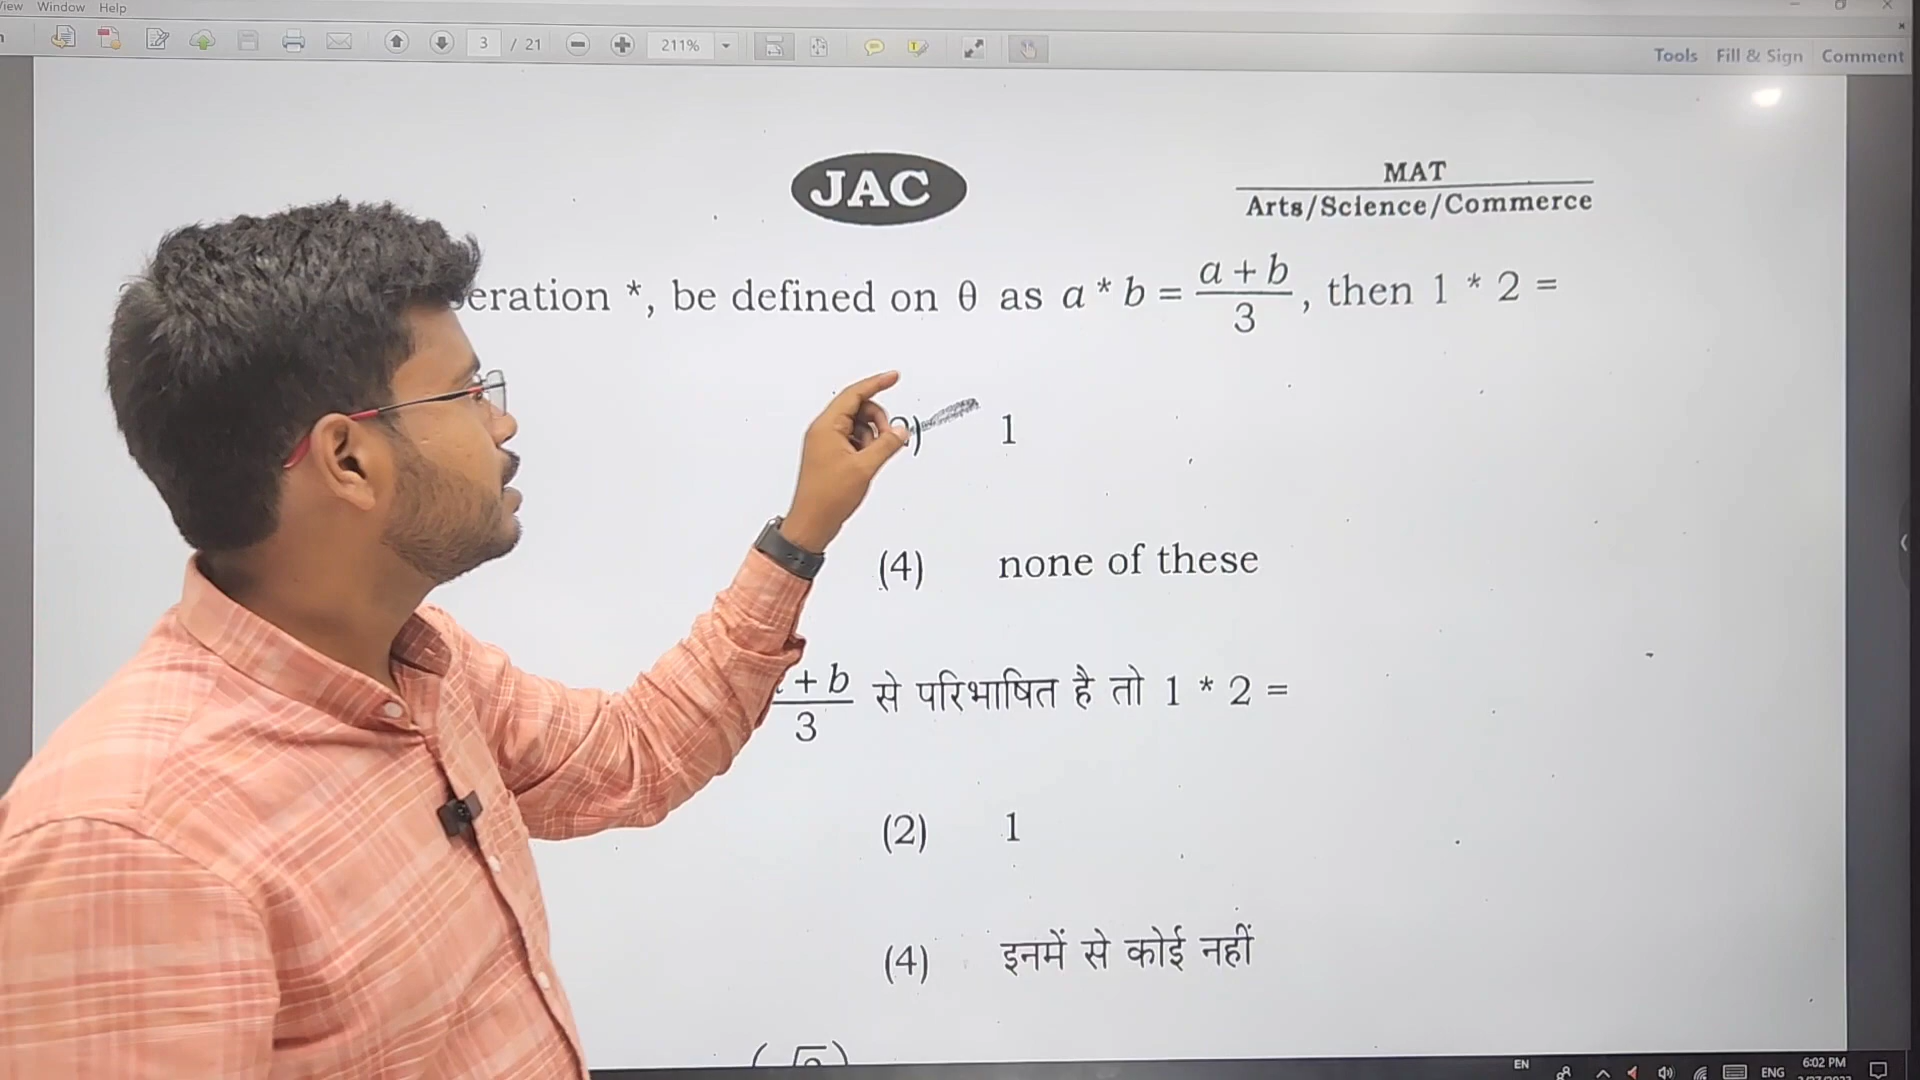 Window Help
3 / 21
211%
Tools Fill & Sign Comment
JAC
MAT
Arts/Science/Commerce
eration *, be defined on θ as a * b = (a + b)/3, then 1 * 2 =
1
(4) none of these
+ b/3 से परिभाषित है तो 1 * 2 =
(2) 1
(4) इनमें से कोई नहीं
EN
ENG
6:02 PM